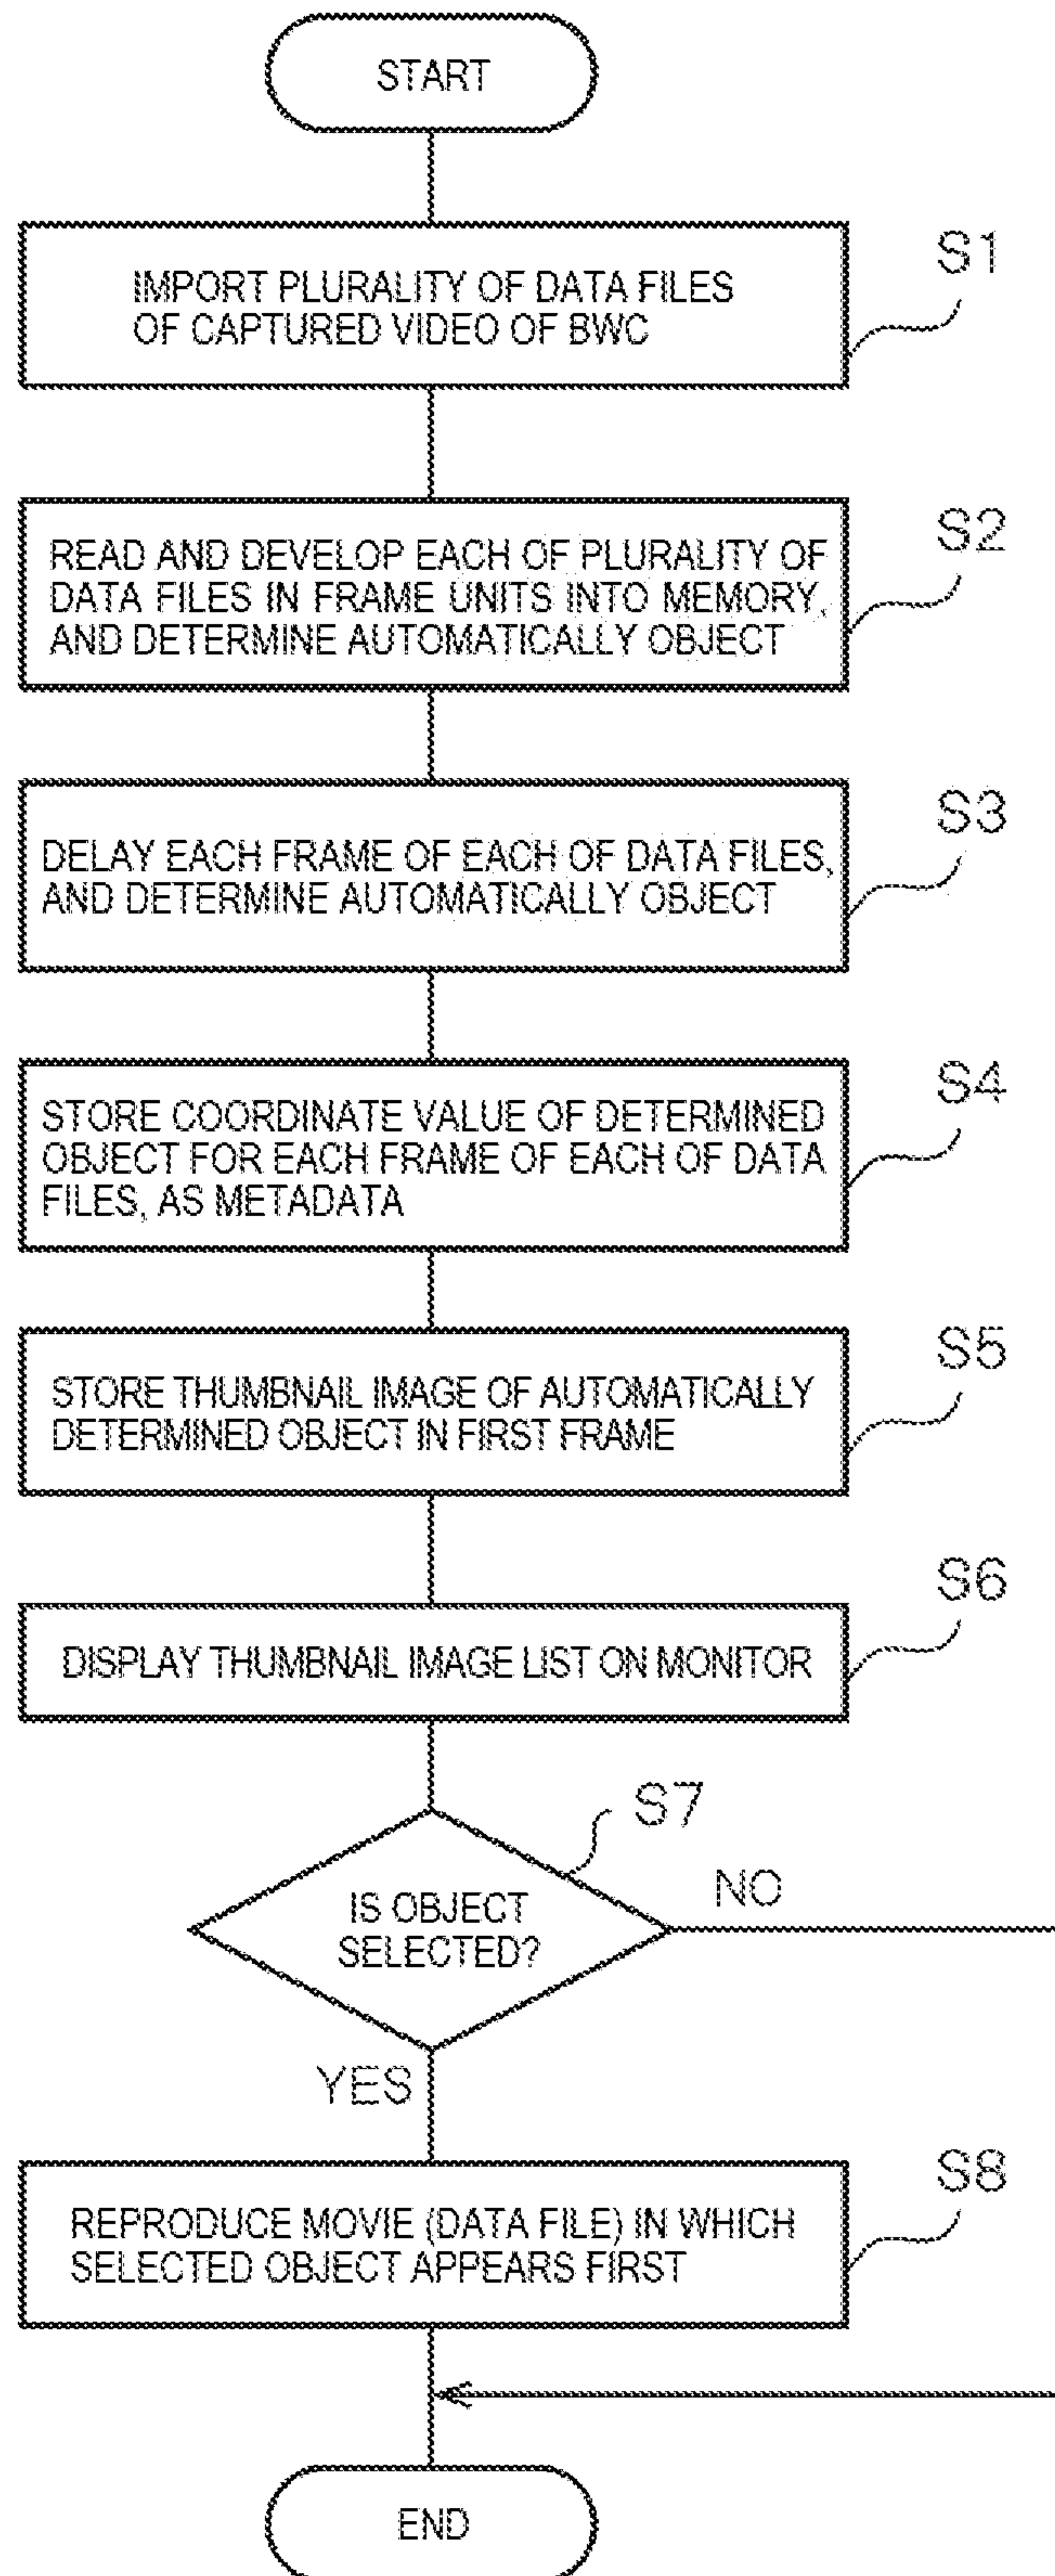 START
S1
IMPORT PLURALITY OF DATA FILES
OF CAPTURED VIDEO OF BWC
S2
READ AND DEVELOP EACH OF PLURALITY OF
DATA FILES IN FRAME UNITS INTO MEMORY,
AND DETERMINE AUTOMATICALLY OBJECT
S3
DELAY EACH FRAME OF EACH OF DATA FILES,
AND DETERMINE AUTOMATICALLY OBJECT
S4
STORE COORDINATE VALUE OF DETERMINED
OBJECT FOR EACH FRAME OF EACH OF DATA
FILES, AS METADATA
S5
STORE THUMBNAIL IMAGE OF AUTOMATICALLY
DETERMINED OBJECT IN FIRST FRAME
S6
DISPLAY THUMBNAIL IMAGE LIST ON MONITOR
S7
IS OBJECT
SELECTED?
NO
YES
S8
REPRODUCE MOVIE (DATA FILE) IN WHICH
SELECTED OBJECT APPEARS FIRST
END